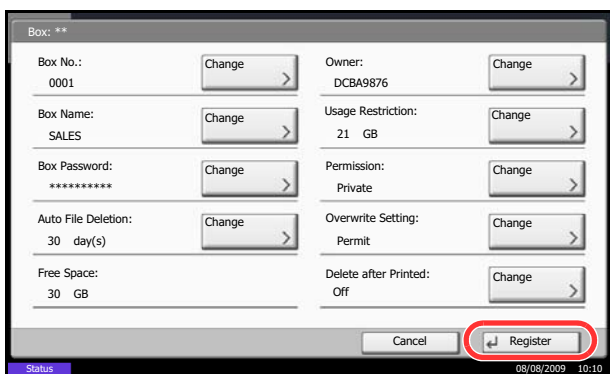 Box: **
Box No.:
0001
Change
Owner:
DCBA9876
Change
Box Name:
SALES
Change
Usage Restriction:
21 GB
Change
Box Password:
**********
Change
Permission:
Private
Change
Auto File Deletion:
30 day(s)
Change
Overwrite Setting:
Permit
Change
Free Space:
30 GB
Delete after Printed:
Off
Change
Cancel
Register
Status
08/08/2009 10:10